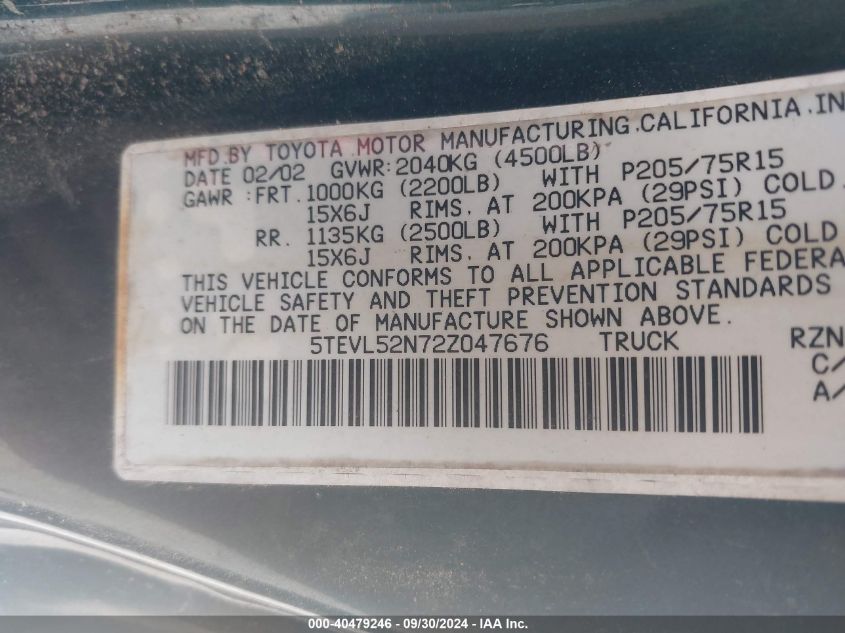 MFD.BY TOYOTA MOTOR MANUFACTURING.CALIFORNIA.IN
DATE 02/02 GVWR:2040KG (4500LB)
GAWR :FRT.1000KG (2200LB) WITH P205/75R15
15X6J RIMS, AT 200KPA (29PSI) COLD.
RR. 1135KG (2500LB) WITH P205/75R15
15X6J RIMS, AT 200KPA (29PSI) COLD
THIS VEHICLE CONFORMS TO ALL APPLICABLE FEDERA
VEHICLE SAFETY AND THEFT PREVENTION STANDARDS
ON THE DATE OF MANUFACTURE SHOWN ABOVE.
5TEVL52N72Z047676 TRUCK RZN
C/
A/
000-40479246 - 09/30/2024 - IAA Inc.